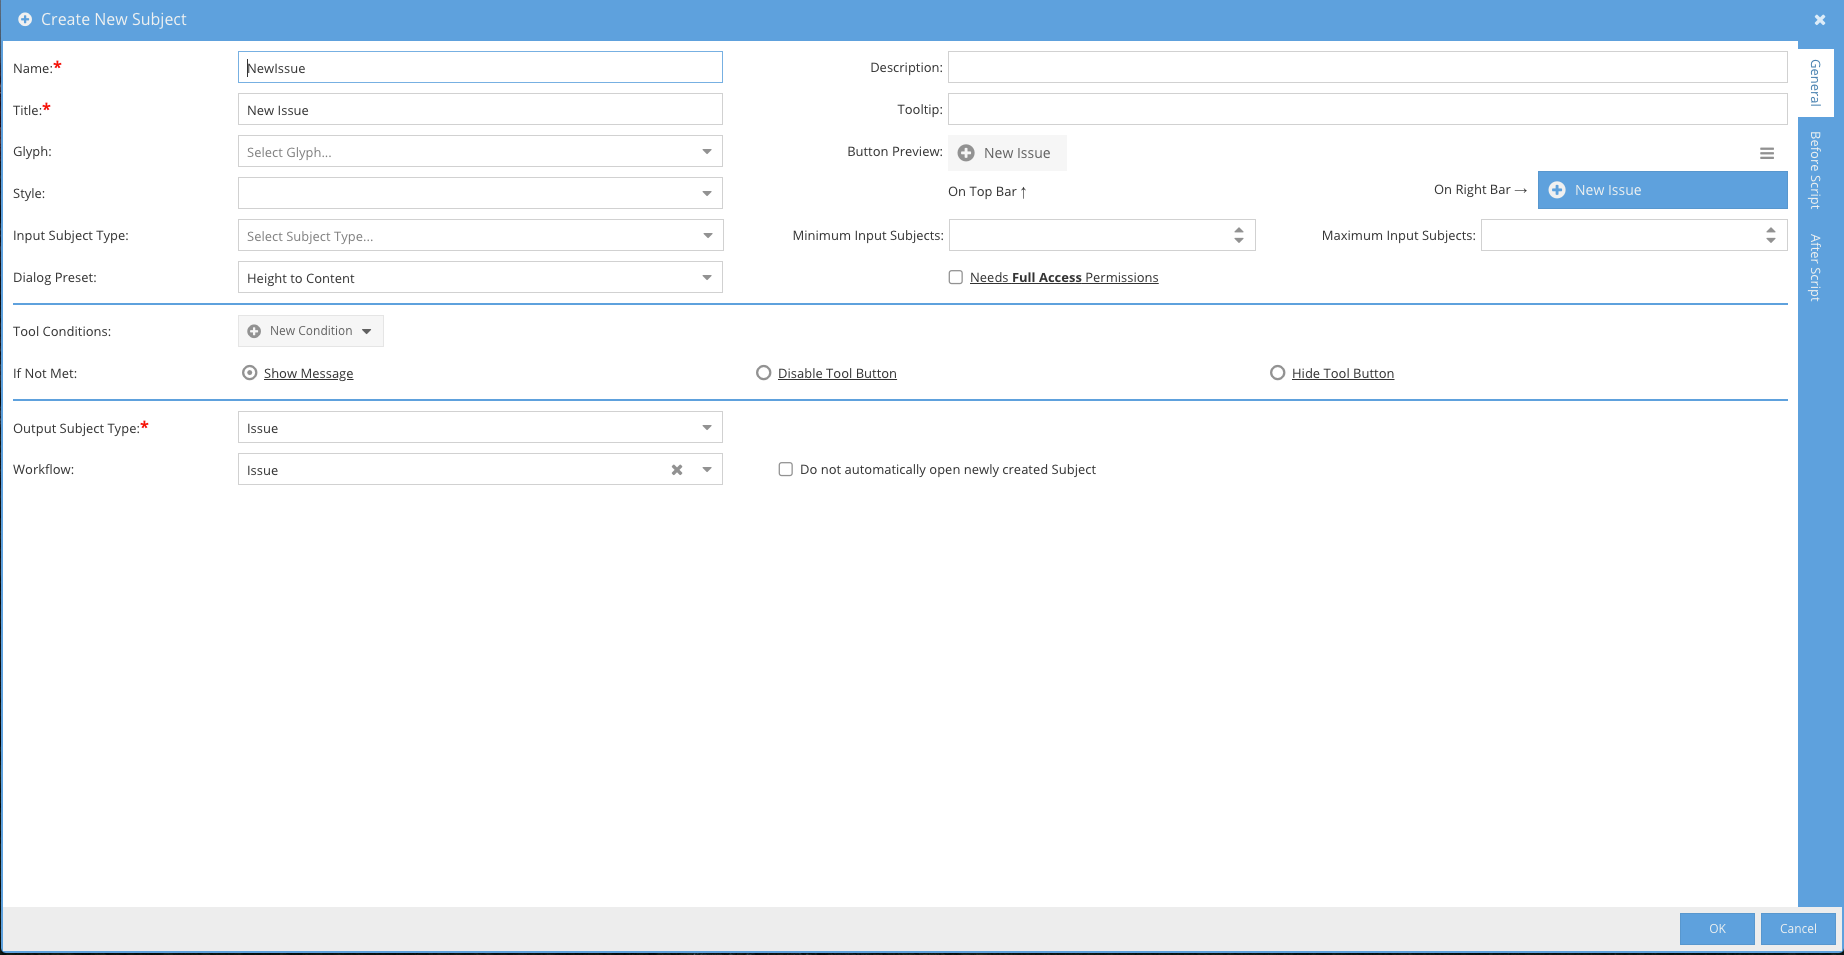 Create New Subject
Name:* NewIssue Description:
Title:* New Issue Tooltip:
Glyph: Select Glyph... Button Preview: New Issue
Style: On Top Bar ↑ On Right Bar → New Issue
Input Subject Type: Select Subject Type... Minimum Input Subjects: Maximum Input Subjects:
Dialog Preset: Height to Content Needs Full Access Permissions
Tool Conditions: New Condition
If Not Met: Show Message Disable Tool Button Hide Tool Button
Output Subject Type:* Issue
Workflow: Issue Do not automatically open newly created Subject
General
Before Script
After Script
OK Cancel